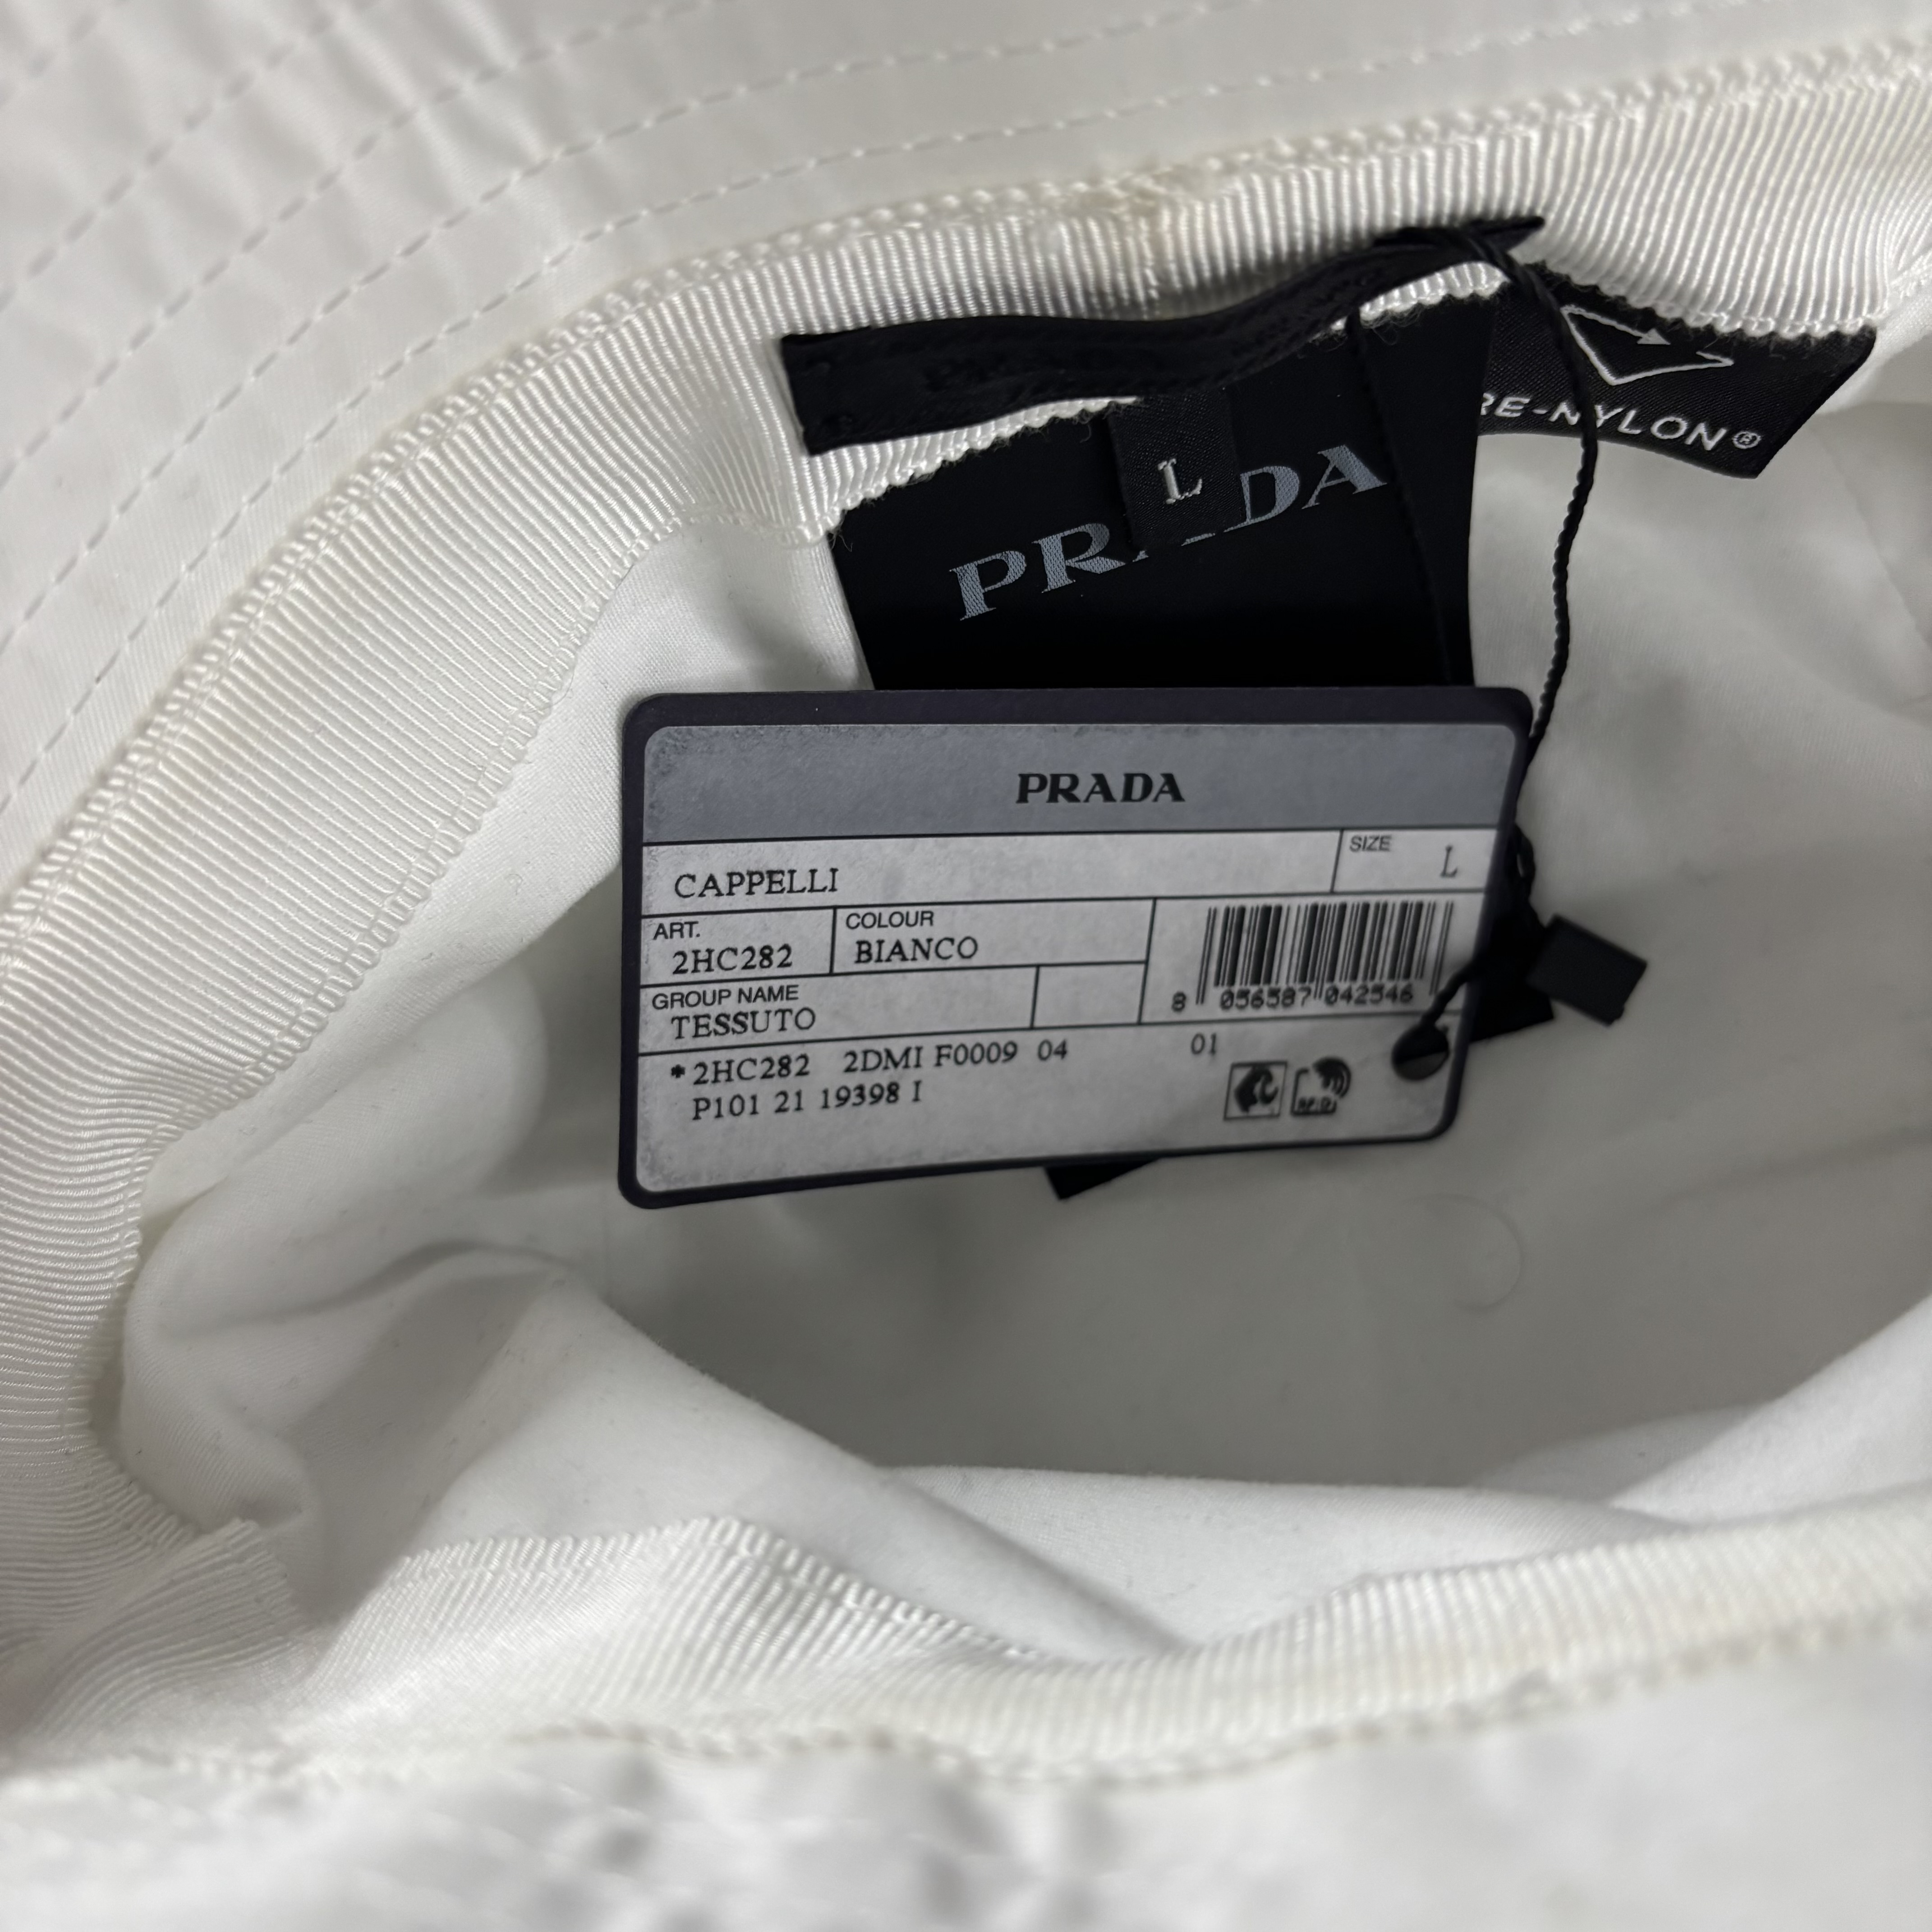 RE-NYLON®
L
PRADA
PRADA
CAPPELLI
SIZE
L
ART.
2HC282
COLOUR
BIANCO
8 056587 042546
GROUP NAME
TESSUTO
*2HC282 2DMI F0009 04 01
P101 21 19398 I